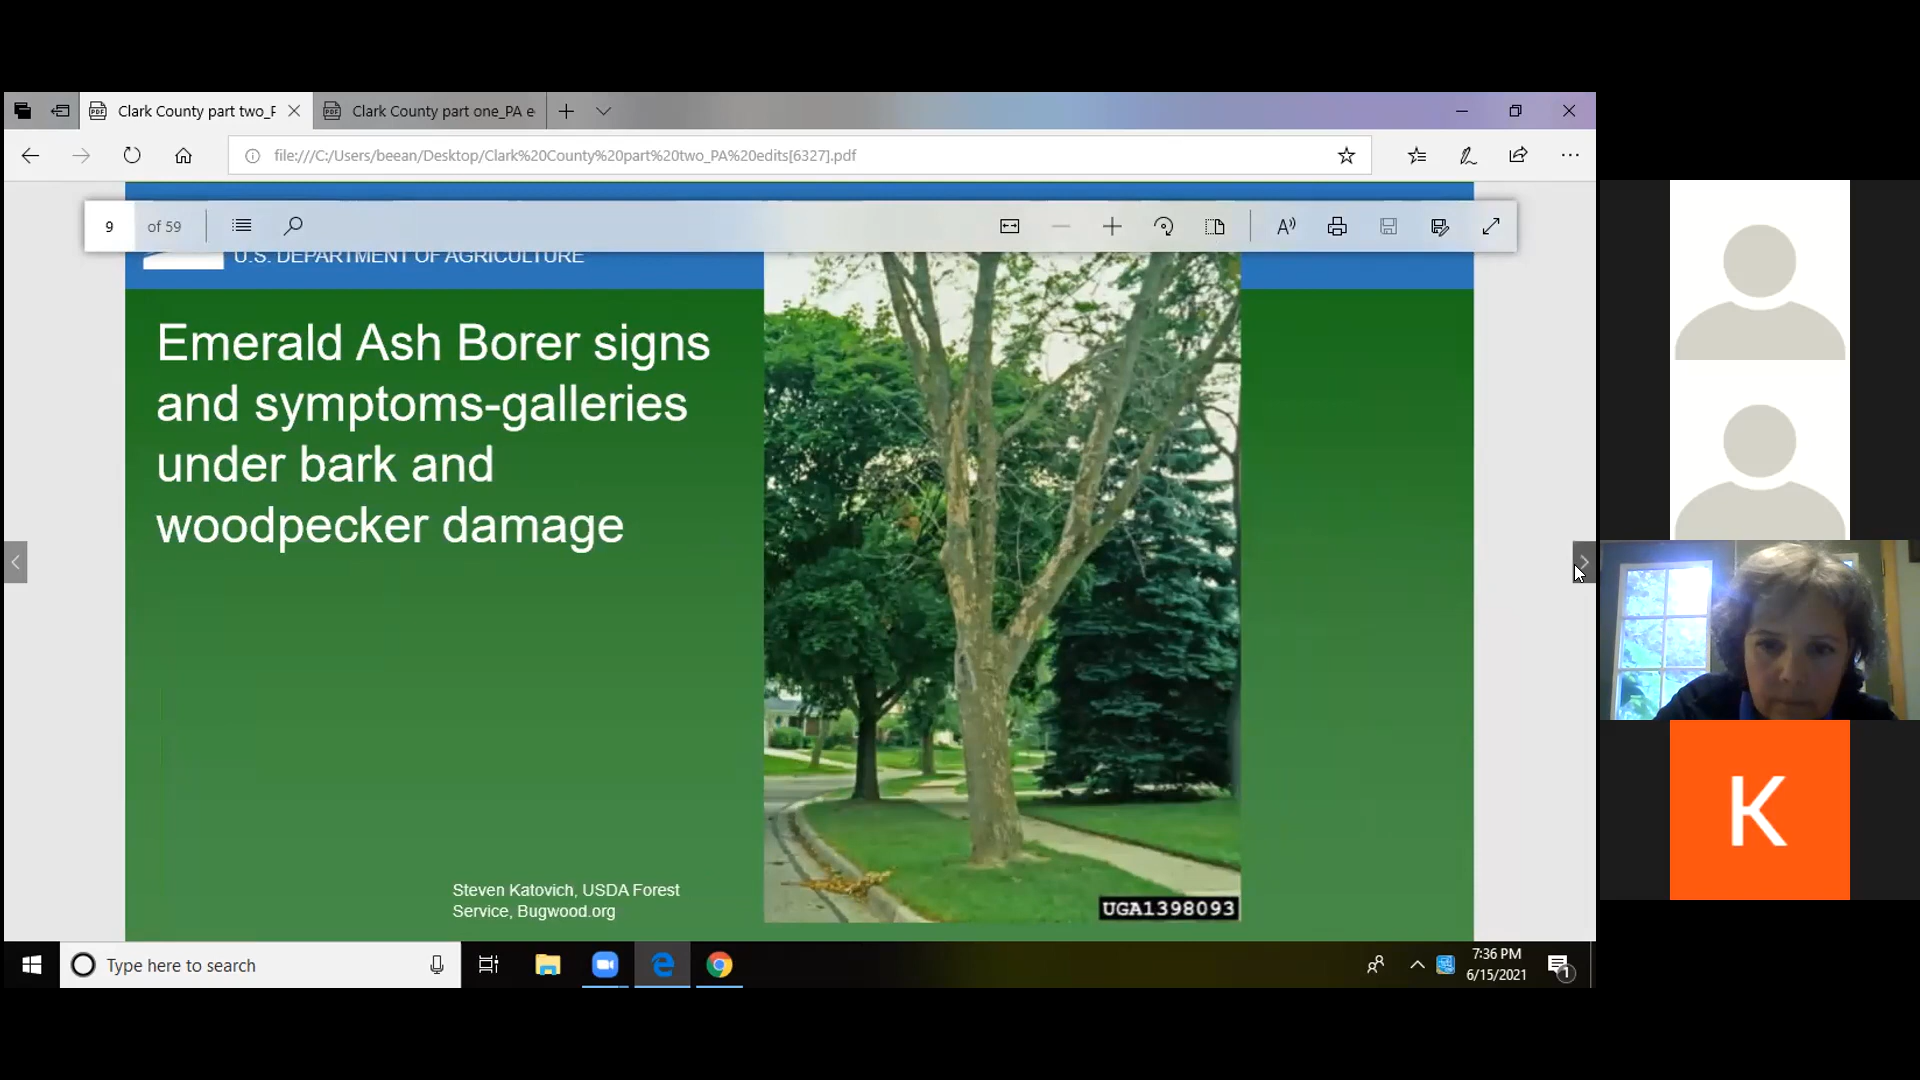 Clark County part two_F
Clark County part one_PA e
file:///C:/Users/beean/Desktop/Clark%20County%20part%20two_PA%20edits[6327].pdf
9 of 59
U.S. DEPARTMENT OF AGRICULTURE
Emerald Ash Borer signs
and symptoms-galleries
under bark and
woodpecker damage
Steven Katovich, USDA Forest
Service, Bugwood.org
UGA1398093
K
Type here to search
7:36 PM
6/15/2021
1